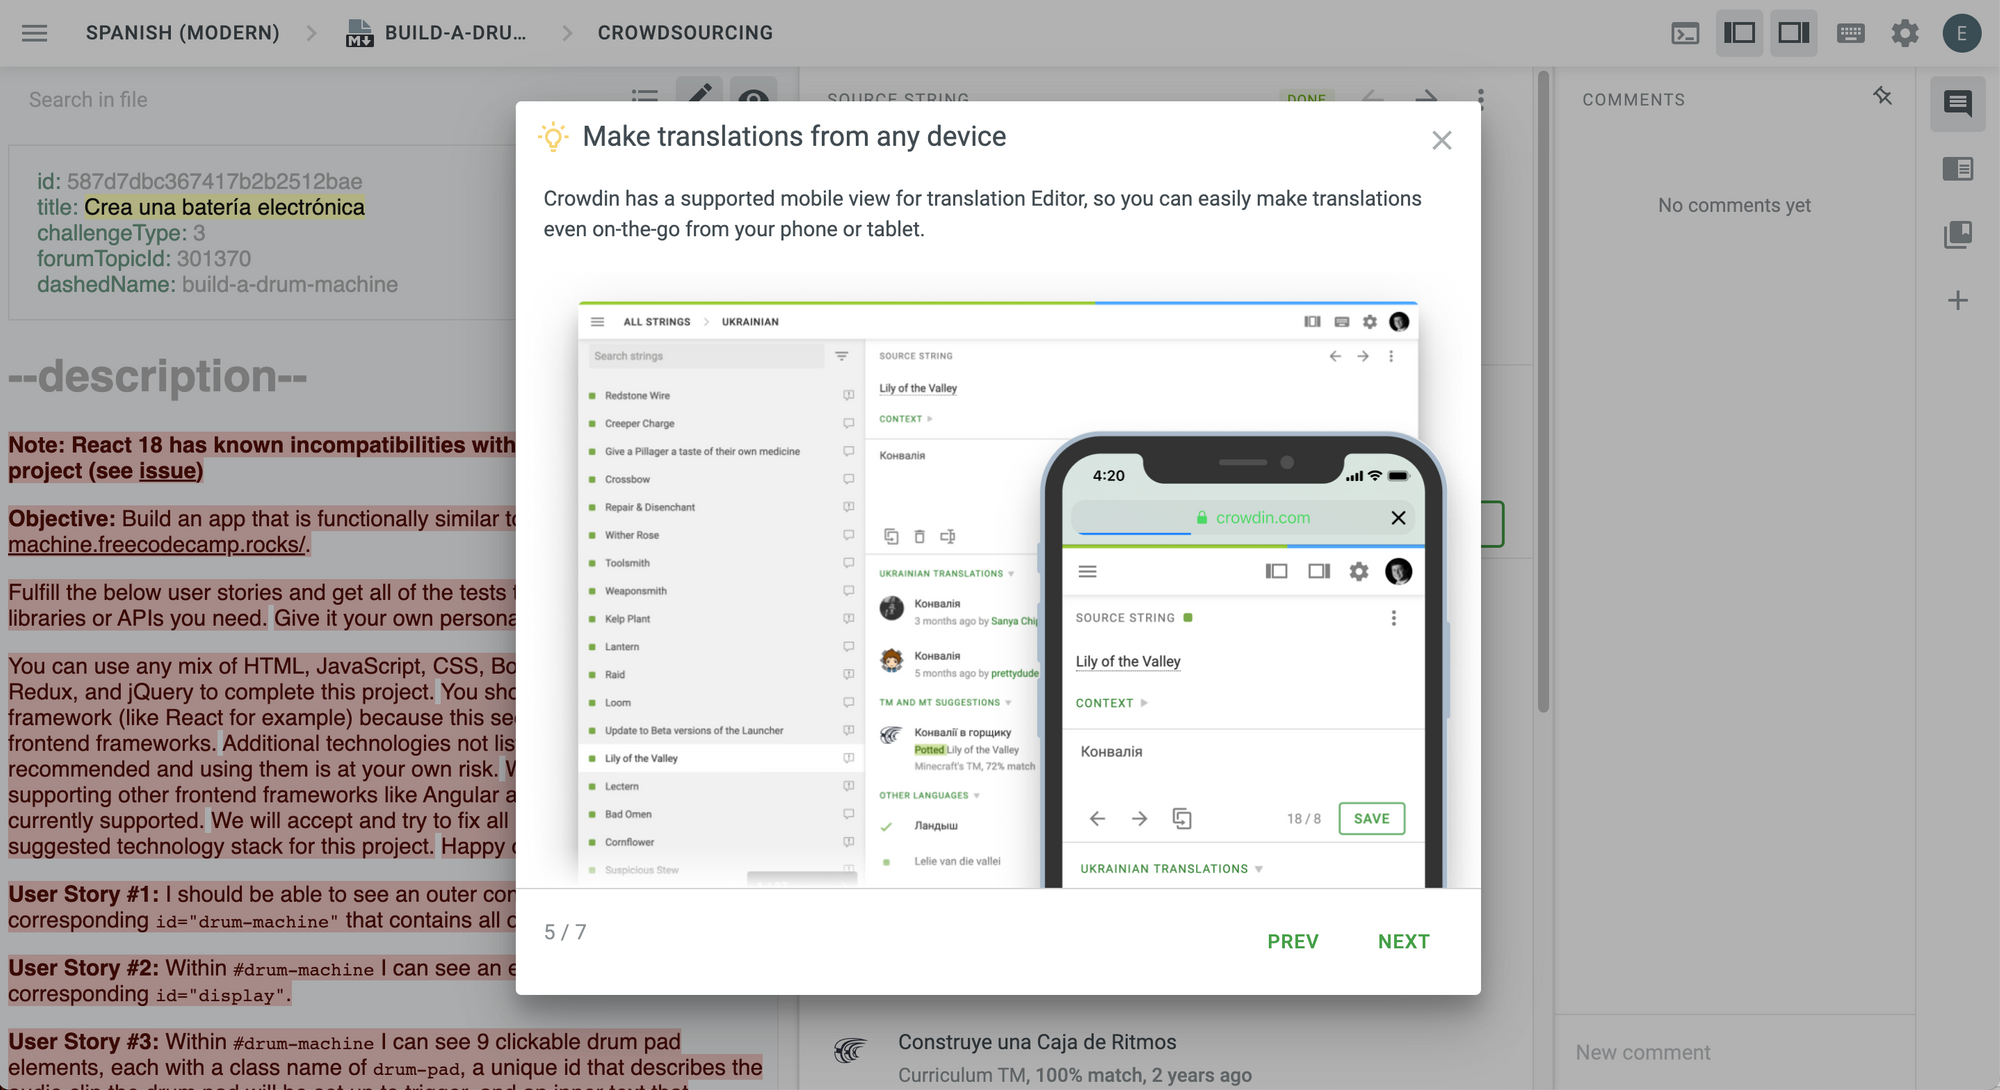 SPANISH (MODERN)
BUILD-A-DRU...
CROWDSOURCING
E
Search in file
id: 587d7dbc367417b2b2512bae
title: Crea una batería electrónica
challengeType: 3
forumTopicId: 301370
dashedName: build-a-drum-machine
--description--
Note: React 18 has known incompatibilities with
project (see issue)
Objective: Build an app that is functionally similar
machine.freecodecamp.rocks/.
Fulfill the below user stories and get all of the tests
libraries or APIs you need. Give it your own persona
You can use any mix of HTML, JavaScript, CSS, Bo
Redux, and jQuery to complete this project. You sho
framework (like React for example) because this se
frontend frameworks. Additional technologies not lis
recommended and using them is at your own risk. W
supporting other frontend frameworks like Angular a
currently supported. We will accept and try to fix all
suggested technology stack for this project. Happy
User Story #1: I should be able to see an outer con
corresponding id="drum-machine" that contains all
User Story #2: Within #drum-machine I can see an e
corresponding id="display".
User Story #3: Within #drum-machine I can see 9 clickable drum pad
elements, each with a class name of drum-pad, a unique id that describes the
SOURCE STRING
DONE
Make translations from any device
Crowdin has a supported mobile view for translation Editor, so you can easily make translations
even on-the-go from your phone or tablet.
ALL STRINGS
UKRAINIAN
Search strings
Redstone Wire
Creeper Charge
Give a Pillager a taste of their own medicine
Crossbow
Repair & Disenchant
Wither Rose
Toolsmith
Weaponsmith
Kelp Plant
Lantern
Raid
Loom
Update to Beta versions of the Launcher
Lily of the Valley
Lectern
Bad Omen
Cornflower
Suspicious Stew
SOURCE STRING
Lily of the Valley
CONTEXT
Конвалія
UKRAINIAN TRANSLATIONS
Конвалія
3 months ago by Sanya Chip
Конвалія
5 months ago by prettydude
TM AND MT SUGGESTIONS
Конвалії в горщику
Potted Lily of the Valley
Minecraft's TM, 72% match
OTHER LANGUAGES
Ландыш
Lelie van die vallei
4:20
crowdin.com
SOURCE STRING
Lily of the Valley
CONTEXT
Конвалія
18 / 8
SAVE
UKRAINIAN TRANSLATIONS
5 / 7
PREV
NEXT
Construye una Caja de Ritmos
Curriculum TM, 100% match, 2 years ago
COMMENTS
No comments yet
New comment